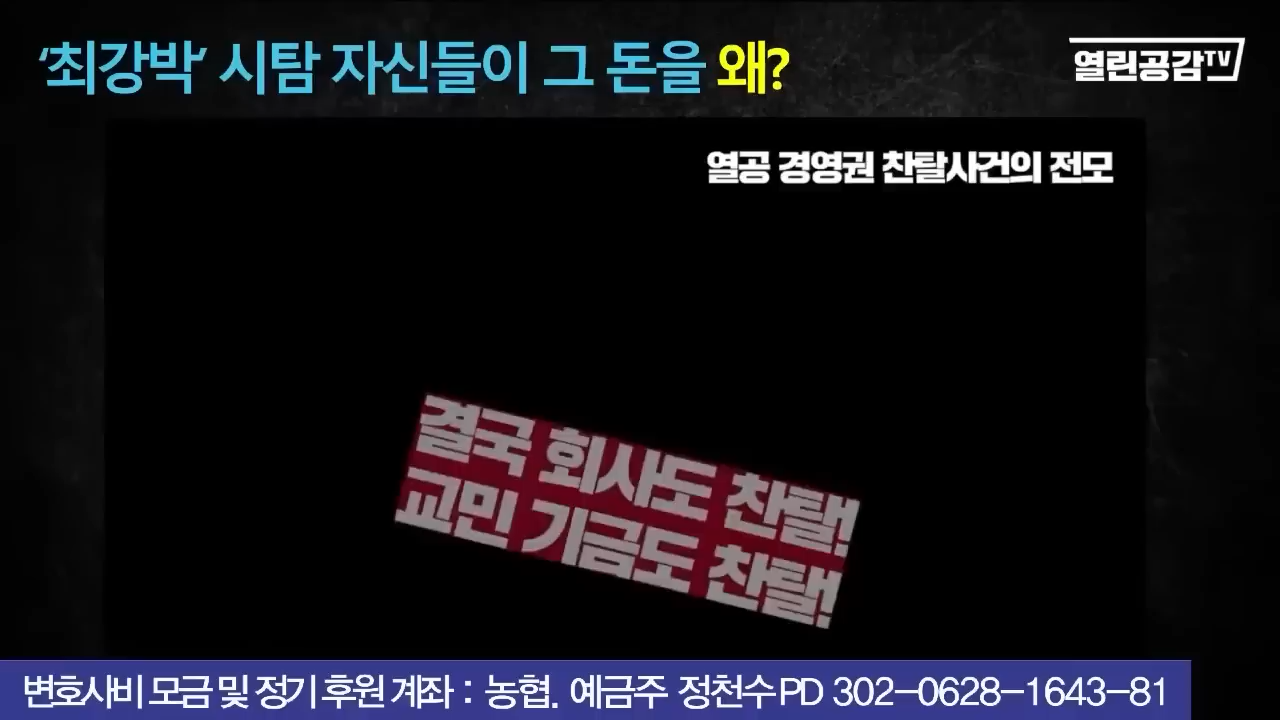 ‘최강박’ 시탐 자신들이 그 돈을 왜?
열린공감TV
열공 경영권 찬탈사건의 전모
결국 회사도 찬탈!
교민 기금도 찬탈!
변호사비 모금 및 정기 후원 계좌 : 농협. 예금주 정천수PD 302-0628-1643-81